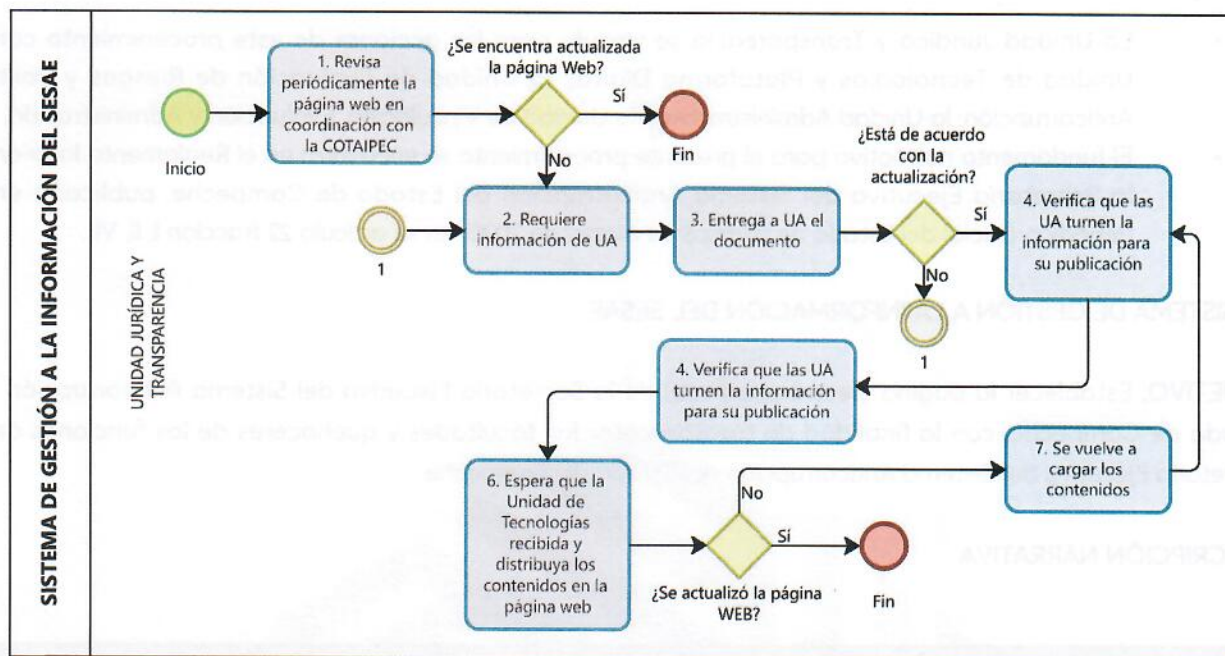 SISTEMA DE GESTIÓN A LA INFORMACIÓN DEL SESAE
UNIDAD JURÍDICA Y
TRANSPARENCIA
Inicio
1. Revisa
periódicamente la
página web en
coordinación con
la COTAIPEC
¿Se encuentra actualizada
la página Web?
Sí
Fin
No
1
2. Requiere
información de UA
3. Entrega a UA el
documento
¿Está de acuerdo
con la
actualización?
Sí
No
1
4. Verifica que las
UA turnen la
información para
su publicación
4. Verifica que las UA
turnen la información
para su publicación
6. Espera que la
Unidad de
Tecnologías
recibida y
distribuya los
contenidos en la
página web
No
Sí
¿Se actualizó la página
WEB?
Fin
7. Se vuelve a
cargar los
contenidos